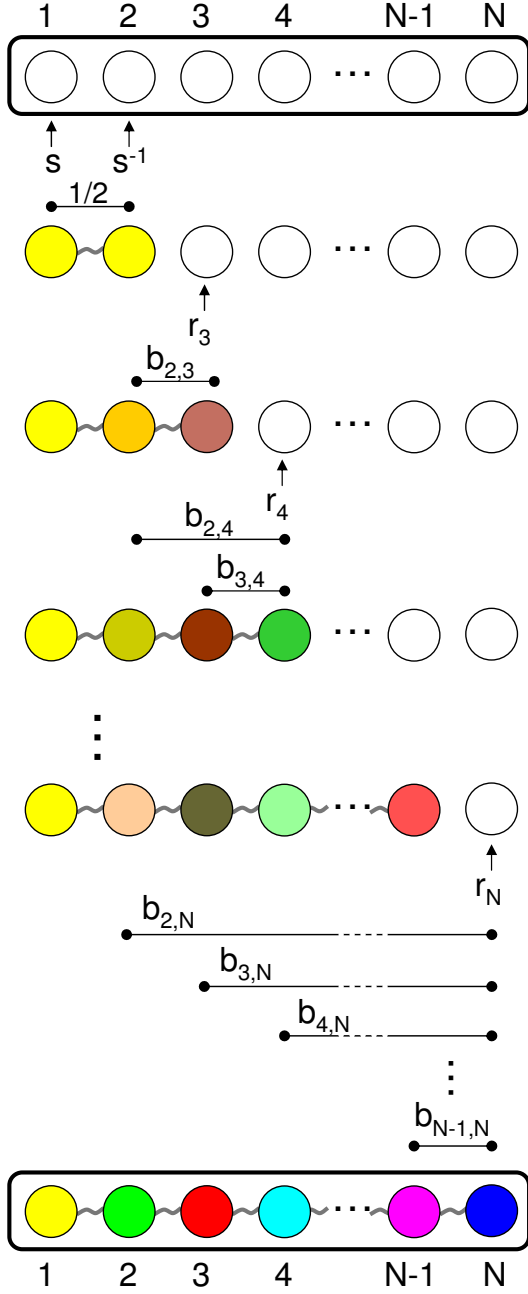 1 2 3 4 N-1 N
...
s s⁻¹
1/2
...
r₃
b₂,₃
...
r₄
b₂,₄
b₃,₄
...
...
r_N
b₂,N
b₃,N
b₄,N
b_N-1,N
...
1 2 3 4 N-1 N